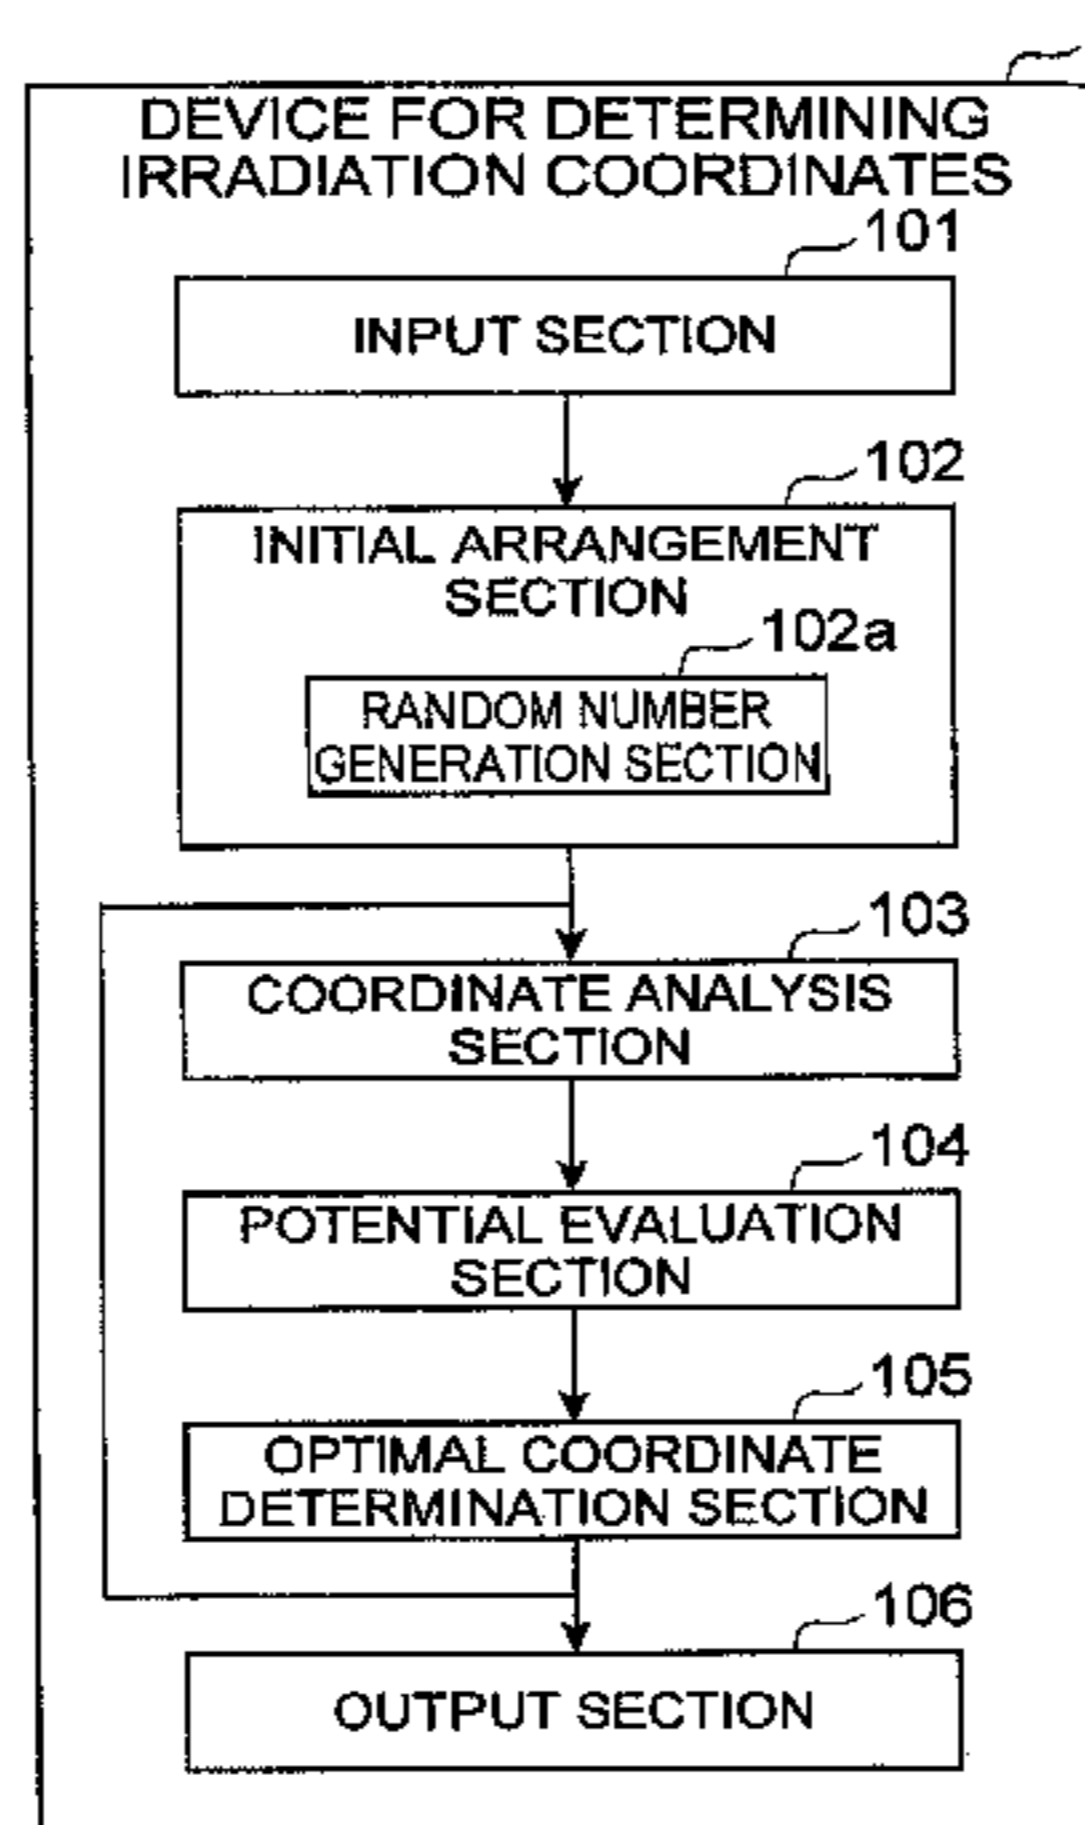 DEVICE FOR DETERMINING
IRRADIATION COORDINATES
101
INPUT SECTION
102
INITIAL ARRANGEMENT
SECTION
102a
RANDOM NUMBER
GENERATION SECTION
103
COORDINATE ANALYSIS
SECTION
104
POTENTIAL EVALUATION
SECTION
105
OPTIMAL COORDINATE
DETERMINATION SECTION
106
OUTPUT SECTION